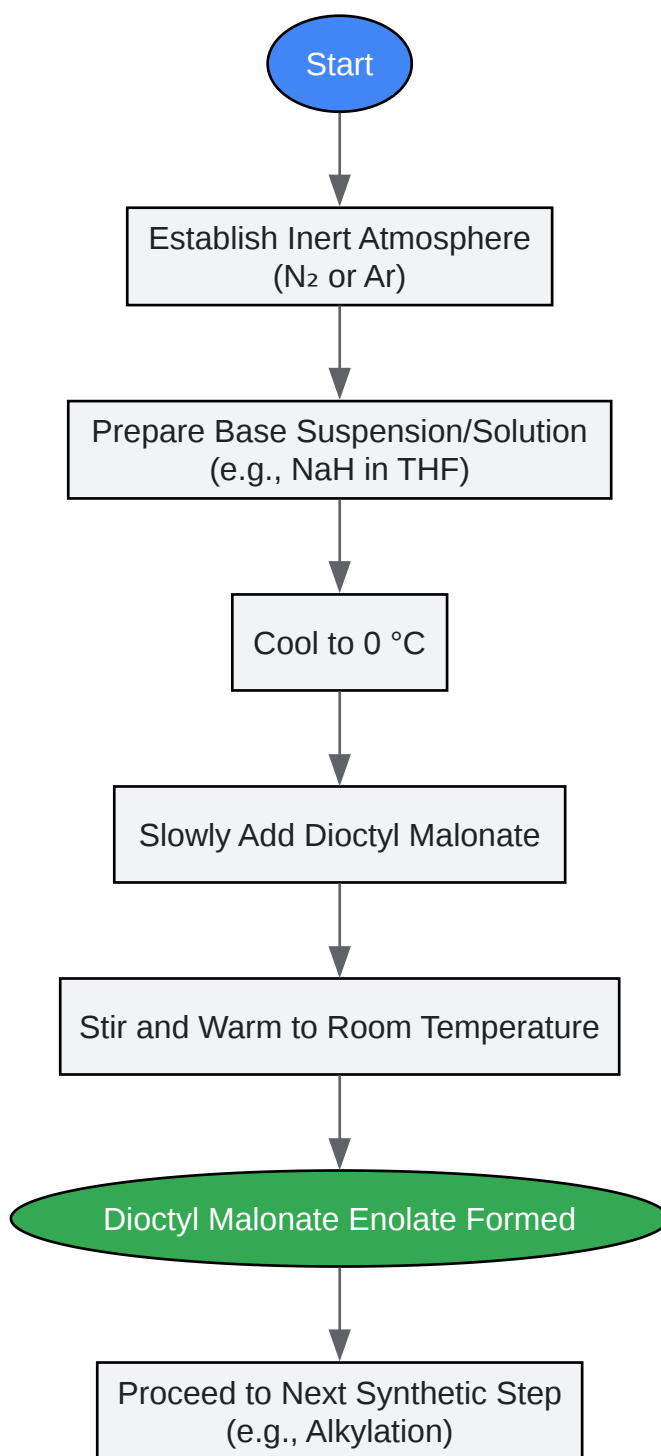 Start
Establish Inert Atmosphere
(N₂ or Ar)
Prepare Base Suspension/Solution
(e.g., NaH in THF)
Cool to 0 °C
Slowly Add Dioctyl Malonate
Stir and Warm to Room Temperature
Dioctyl Malonate Enolate Formed
Proceed to Next Synthetic Step
(e.g., Alkylation)